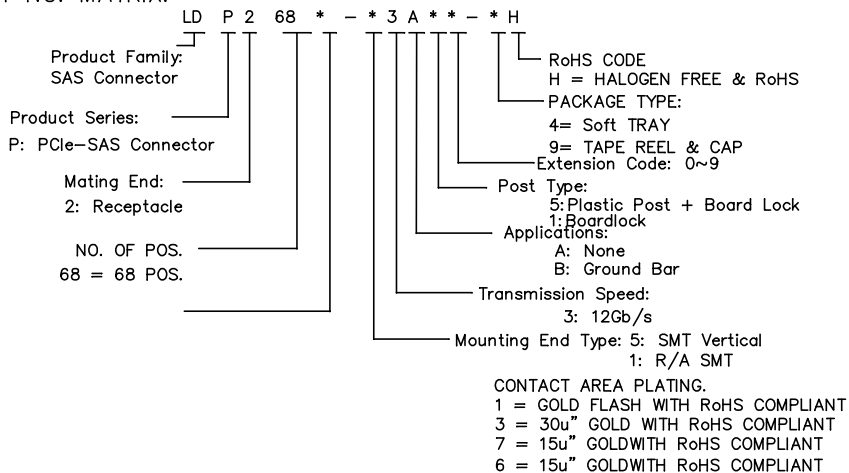 LD P 2 68 * - * 3 A * * - * H
Product Family:
SAS Connector
Product Series:
P: PCIe-SAS Connector
Mating End:
2: Receptacle
NO. OF POS.
68 = 68 POS.
RoHS CODE
H = HALOGEN FREE & RoHS
PACKAGE TYPE:
4= Soft TRAY
9= TAPE REEL & CAP
Extension Code: 0~9
Post Type:
5:Plastic Post + Board Lock
1:Boardlock
Applications:
A: None
B: Ground Bar
Transmission Speed:
3: 12Gb/s
Mounting End Type: 5: SMT Vertical
1: R/A SMT
CONTACT AREA PLATING.
1 = GOLD FLASH WITH RoHS COMPLIANT
3 = 30u" GOLD WITH RoHS COMPLIANT
7 = 15u" GOLDWITH RoHS COMPLIANT
6 = 15u" GOLDWITH RoHS COMPLIANT